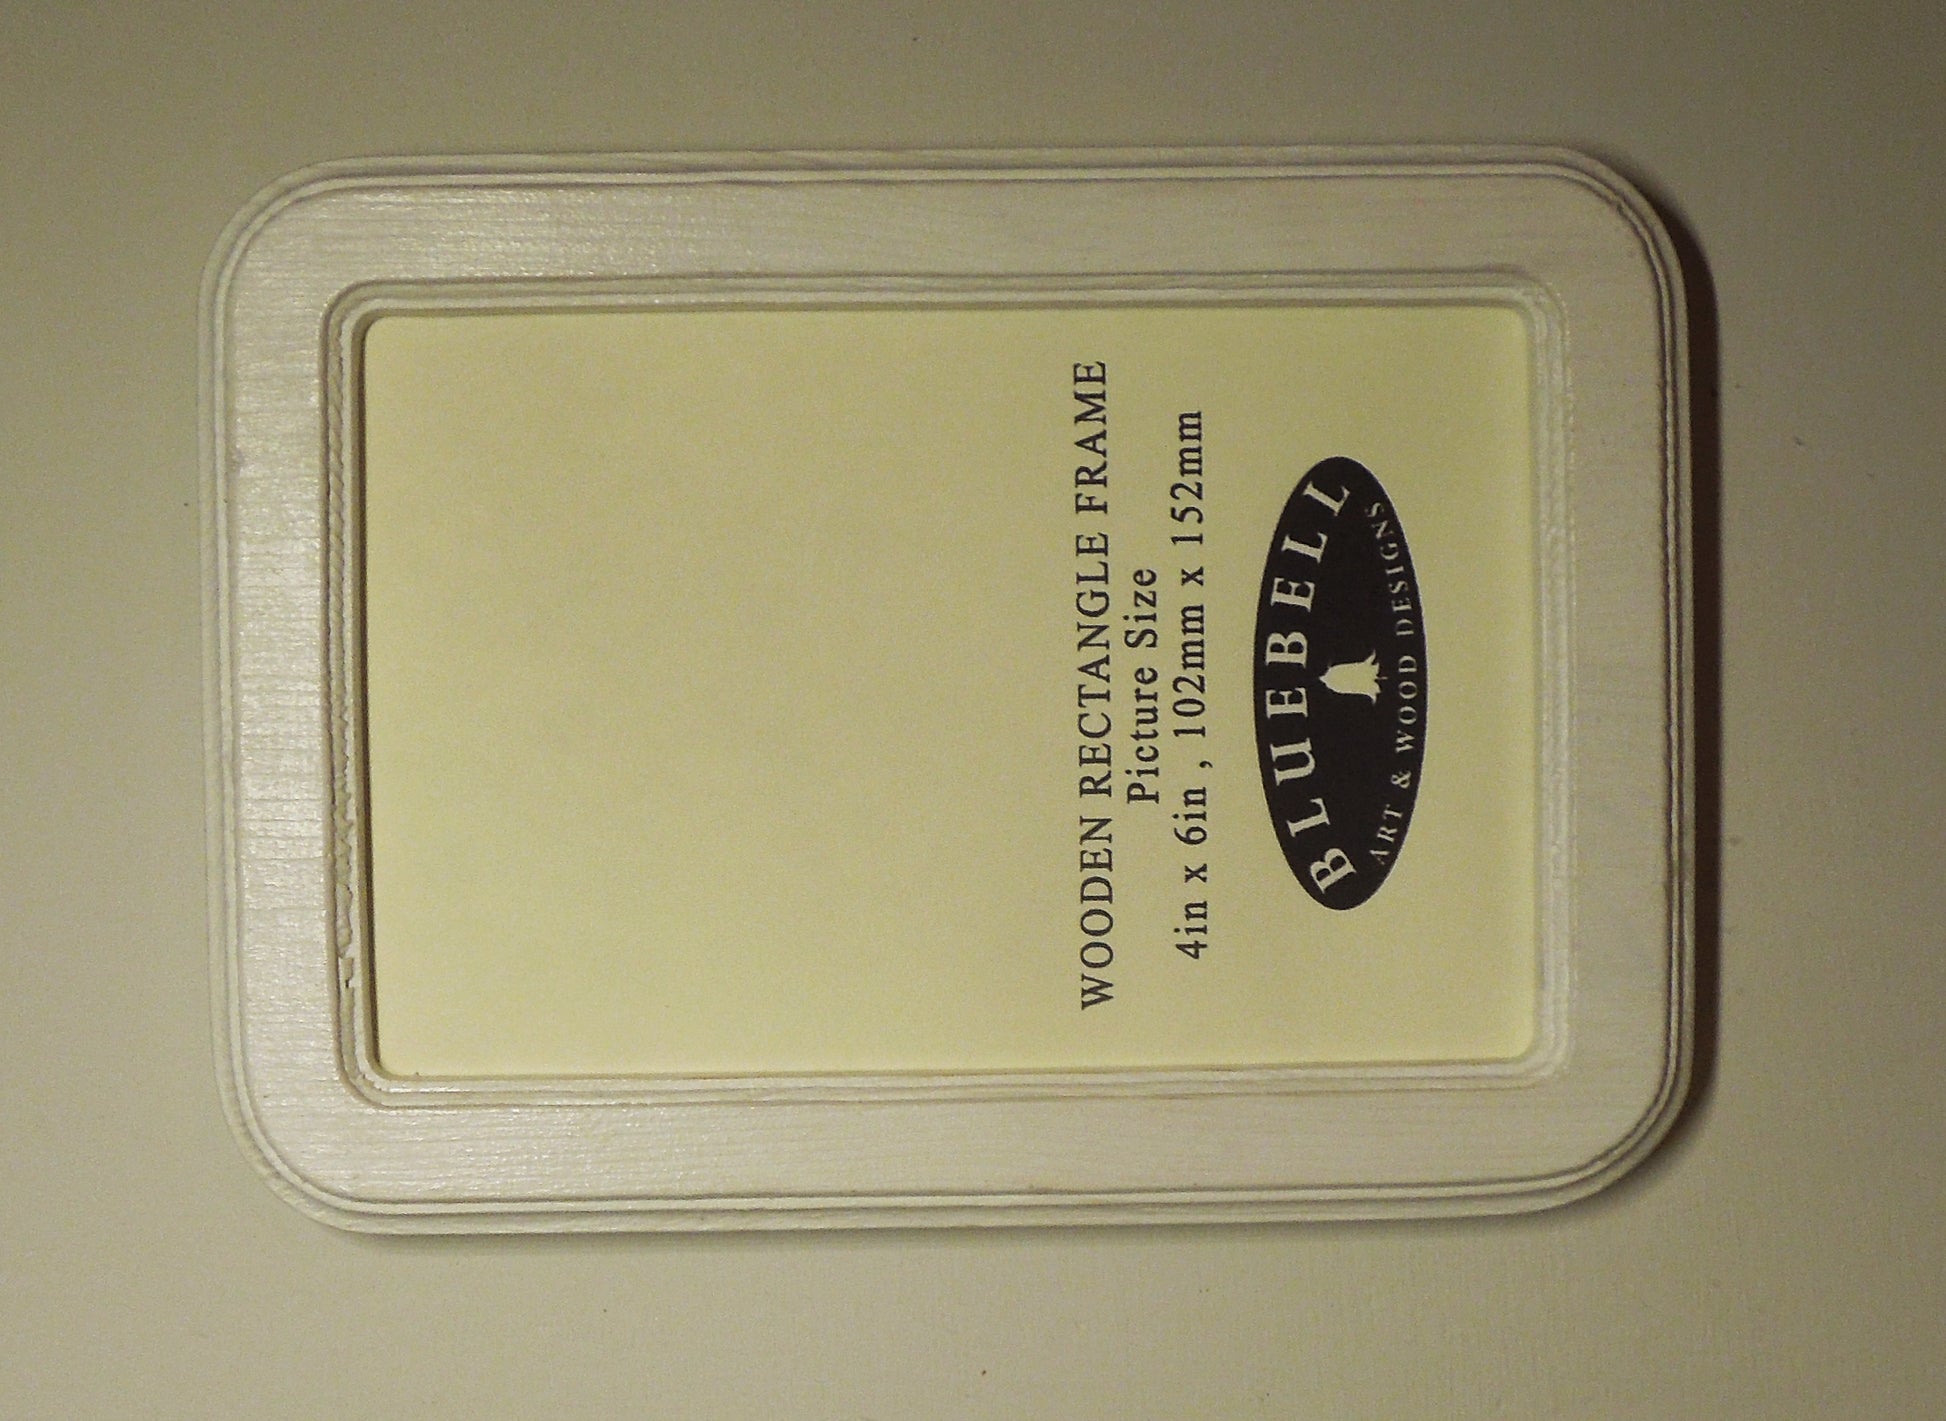 WOODEN RECTANGLE FRAME
Picture Size
4in x 6in , 102mm x 152mm
BLUEBELL
ART & WOOD DESIGNS